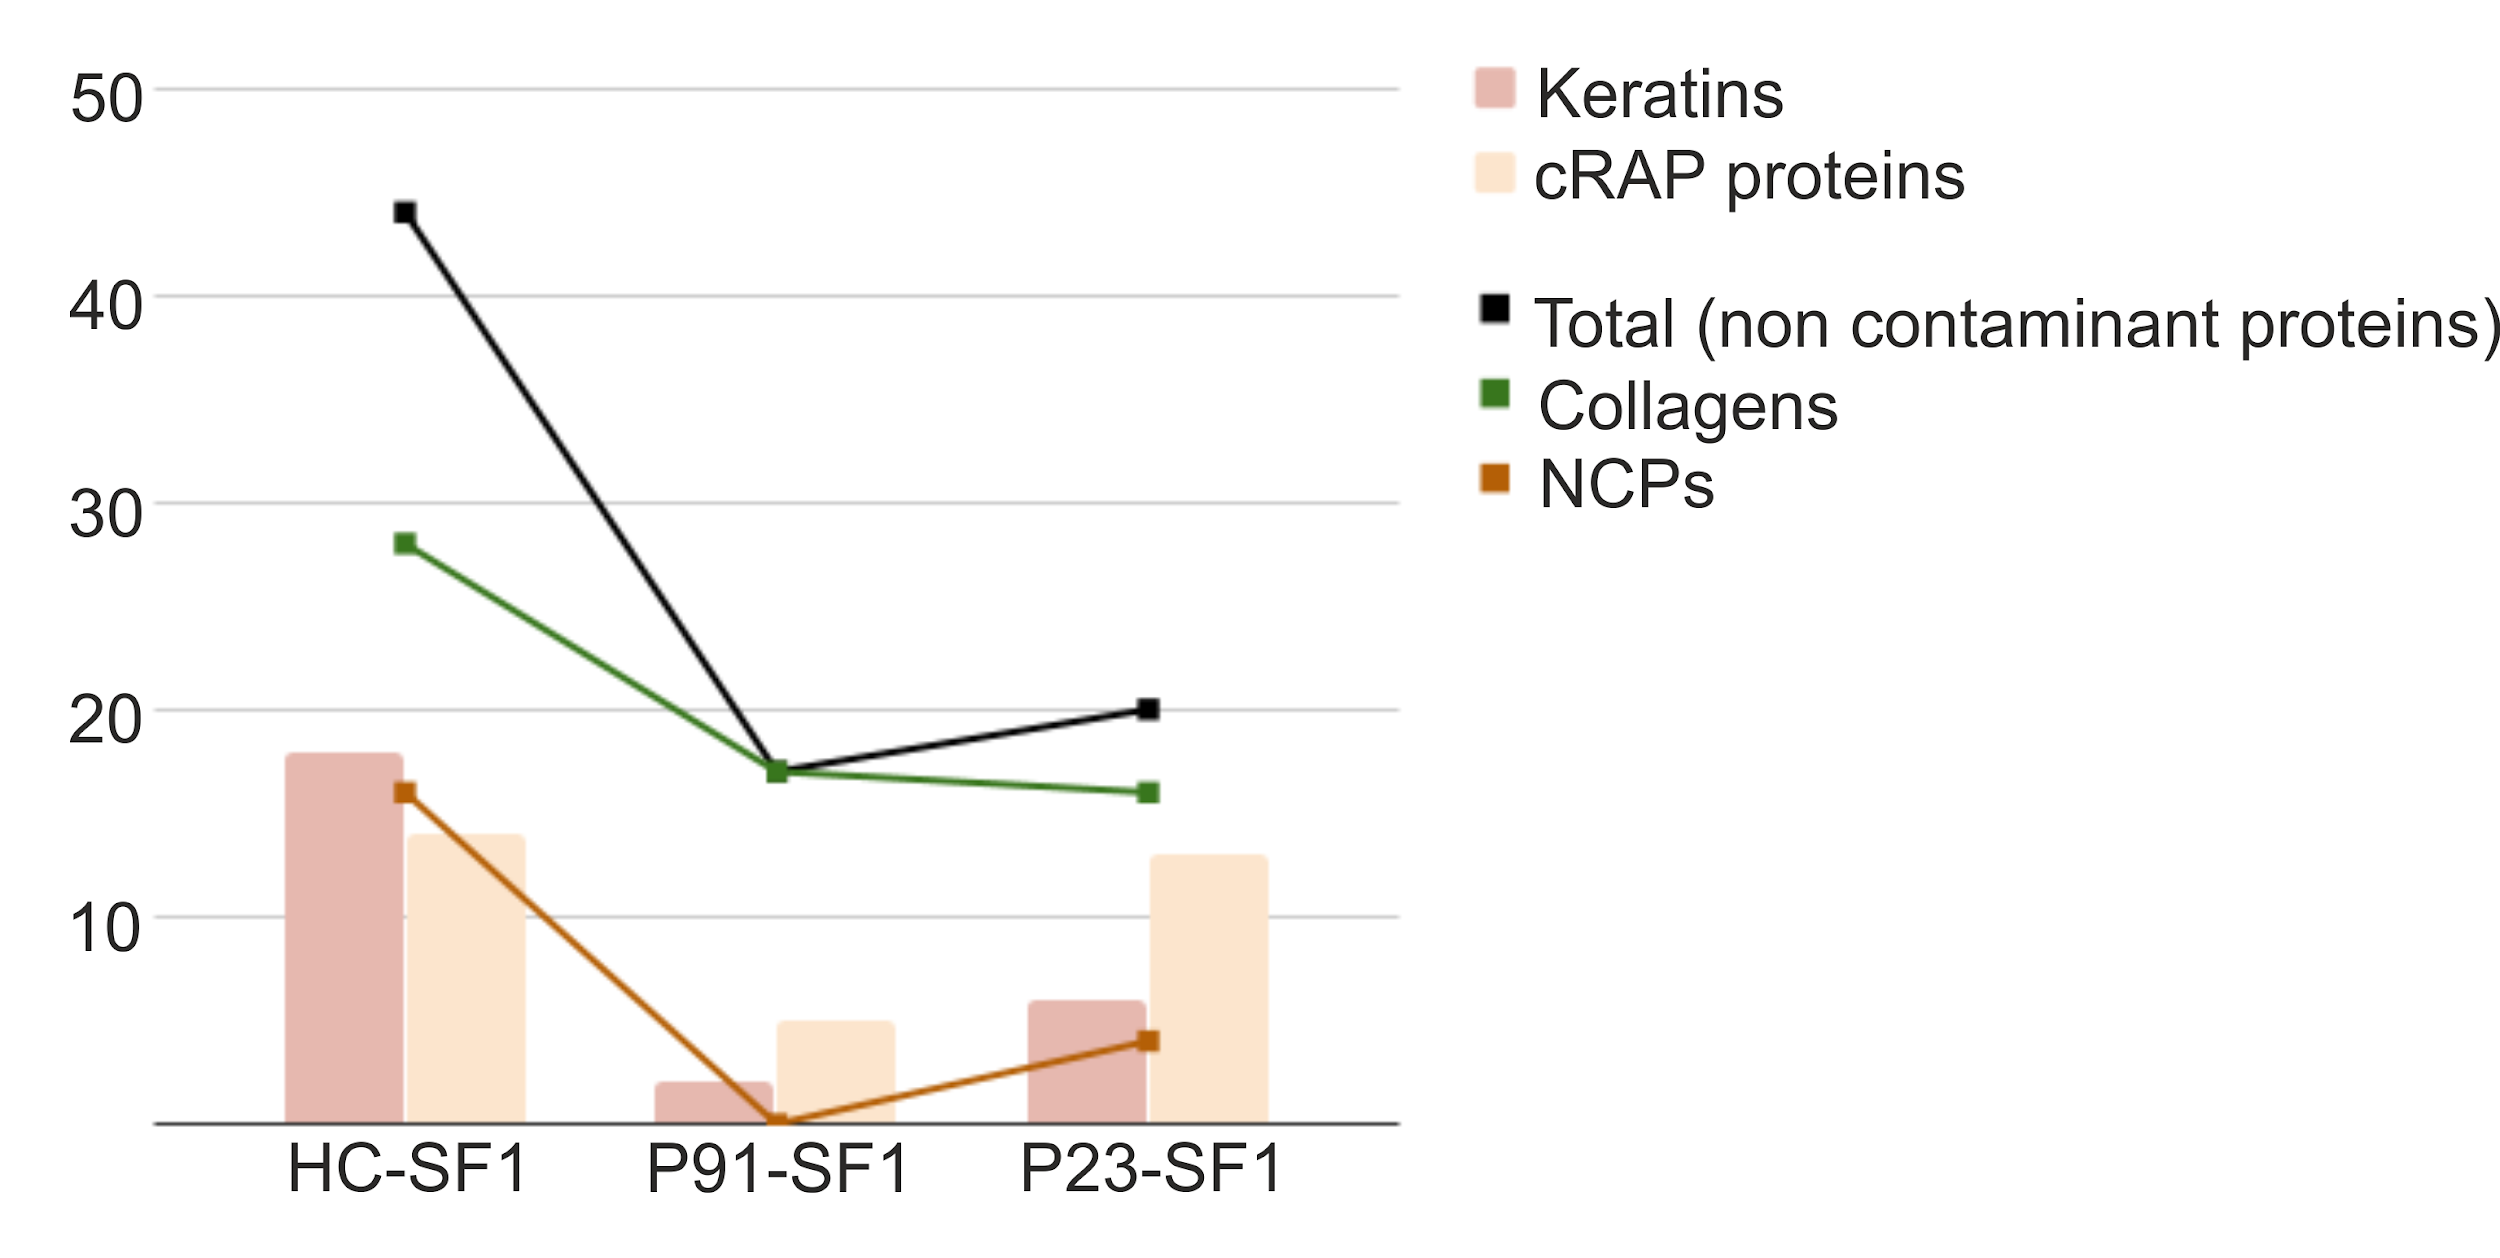 50
40
30
20
10
HC-SF1
P91-SF1
P23-SF1
Keratins
cRAP proteins
Total (non contaminant proteins)
Collagens
NCPs